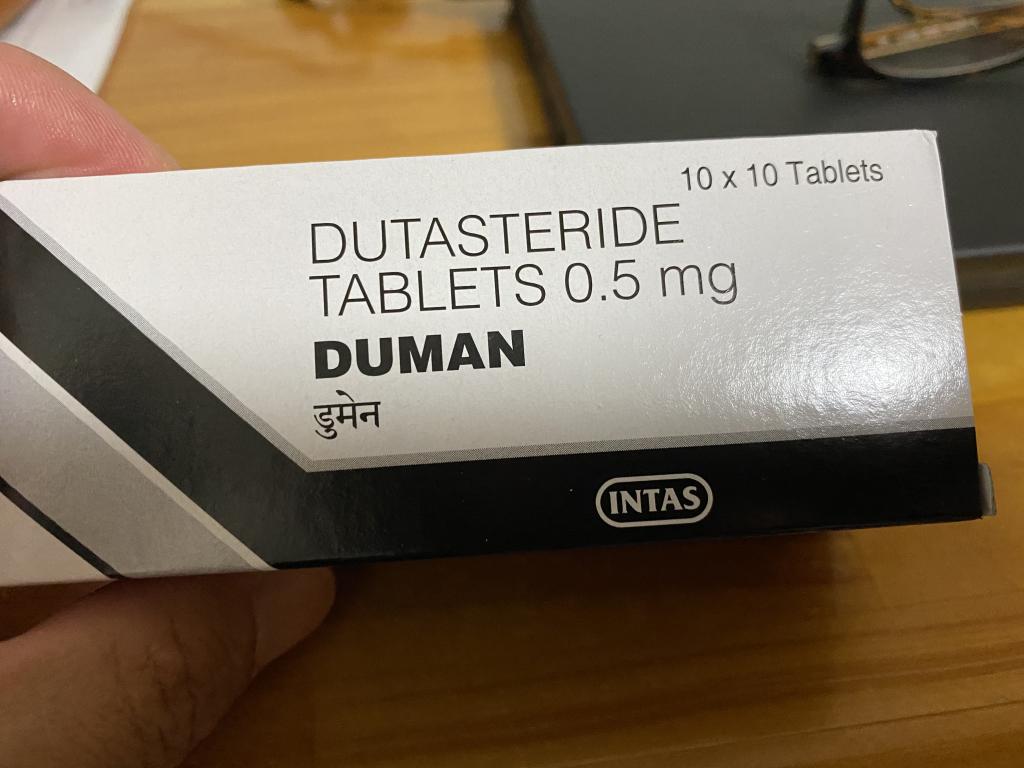 10 x 10 Tablets
DUTASTERIDE
TABLETS 0.5 mg
DUMAN
डुमेन
INTAS